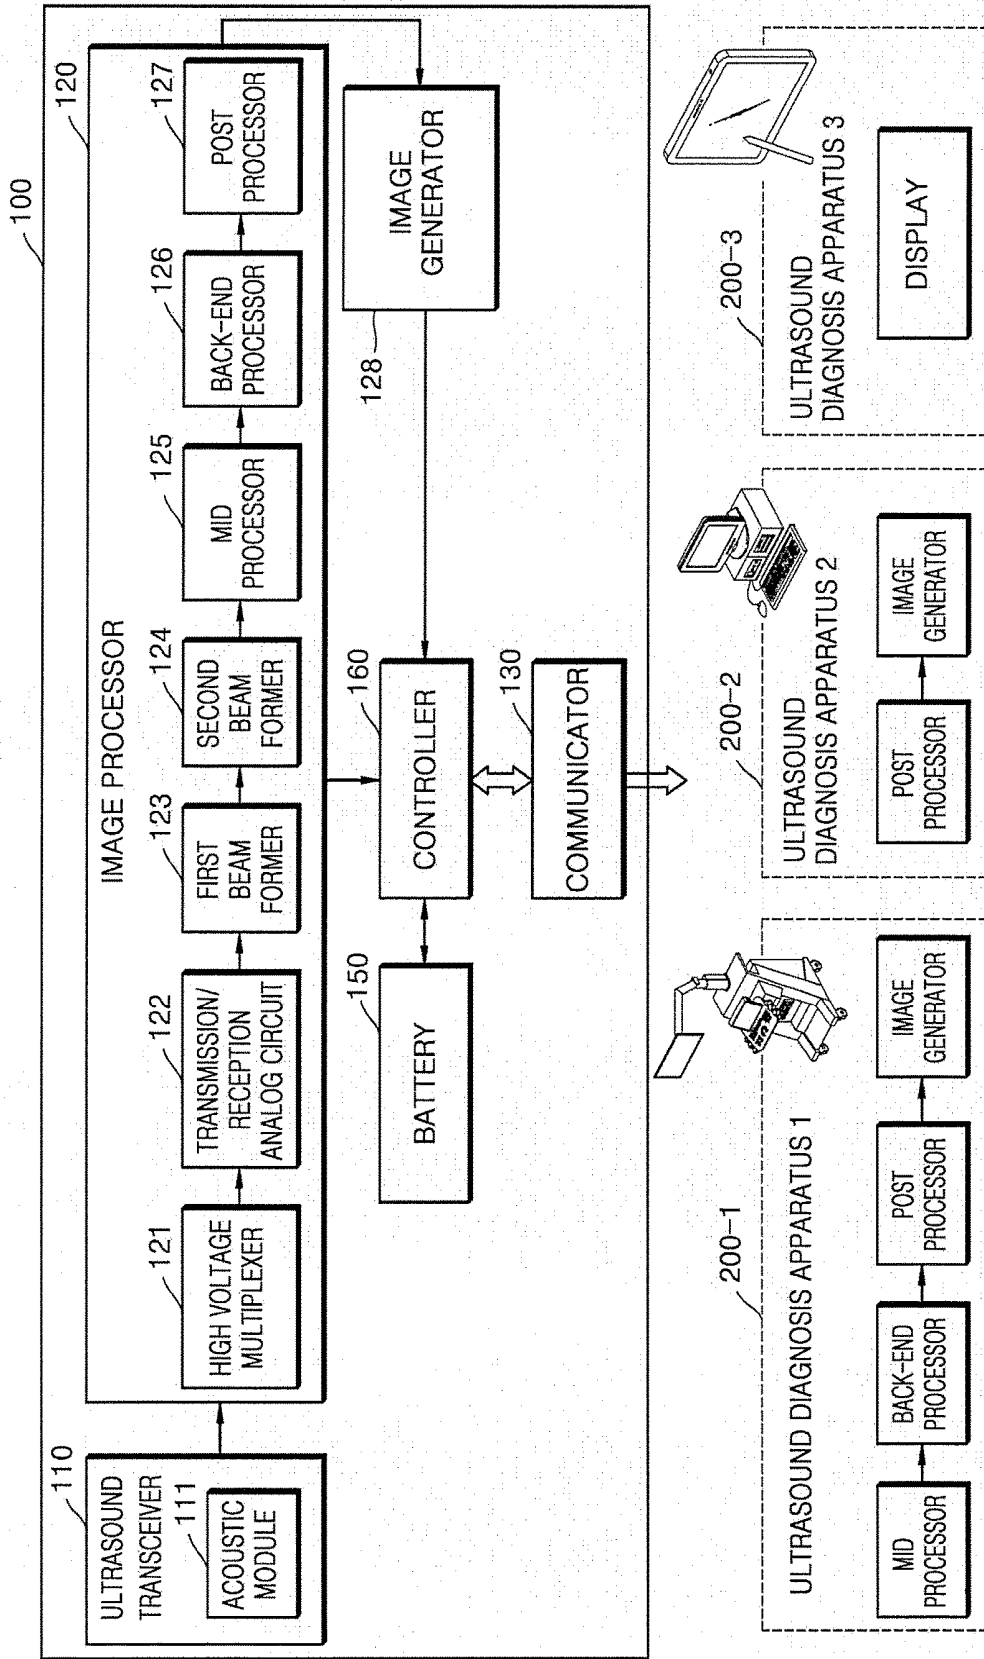 100
110
ULTRASOUND
TRANSCEIVER
111
ACOUSTIC
MODULE
120
IMAGE PROCESSOR
121
HIGH VOLTAGE
MULTIPLEXER
122
TRANSMISSION/
RECEPTION
ANALOG CIRCUIT
123
FIRST
BEAM
FORMER
124
SECOND
BEAM
FORMER
125
MID
PROCESSOR
126
BACK-END
PROCESSOR
127
POST
PROCESSOR
128
IMAGE
GENERATOR
150
BATTERY
160
CONTROLLER
130
COMMUNICATOR
200-1
ULTRASOUND DIAGNOSIS APPARATUS 1
MID
PROCESSOR
BACK-END
PROCESSOR
POST
PROCESSOR
IMAGE
GENERATOR
200-2
ULTRASOUND
DIAGNOSIS APPARATUS 2
POST
PROCESSOR
IMAGE
GENERATOR
200-3
ULTRASOUND
DIAGNOSIS APPARATUS 3
DISPLAY